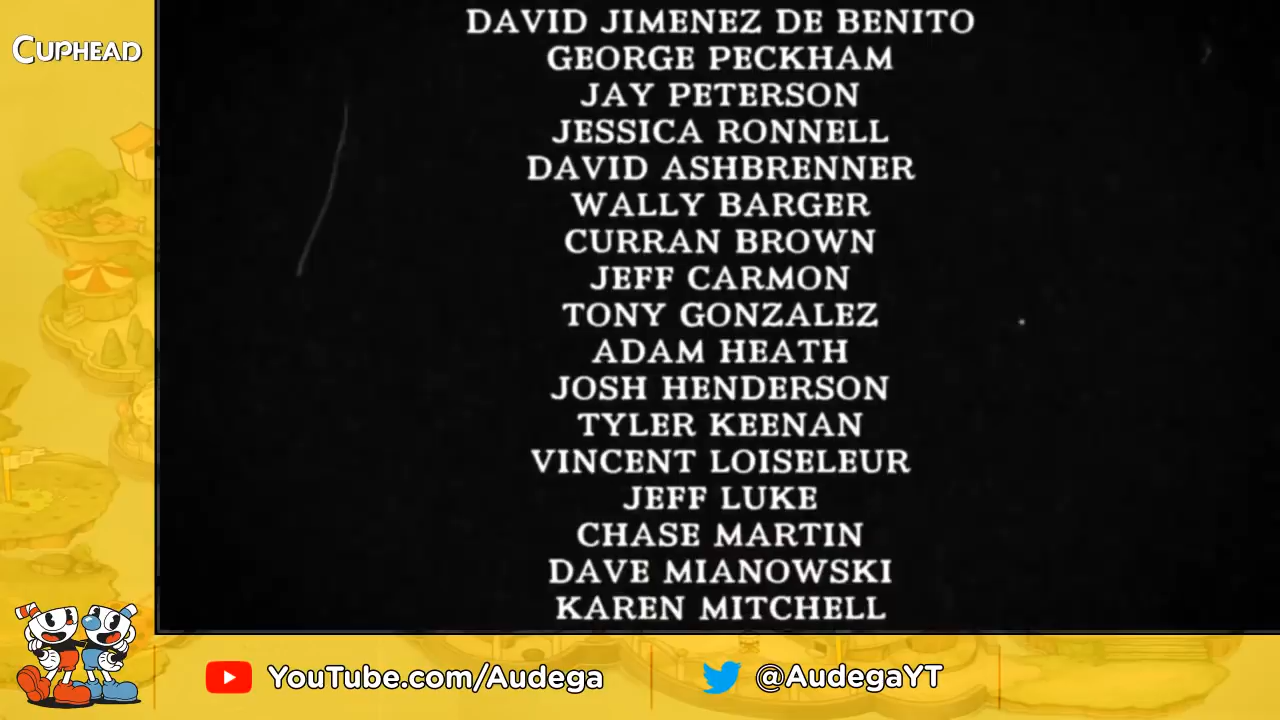 CUPHEAD
DAVID JIMENEZ DE BENITO
GEORGE PECKHAM
JAY PETERSON
JESSICA RONNELL
DAVID ASHBRENNER
WALLY BARGER
CURRAN BROWN
JEFF CARMON
TONY GONZALEZ
ADAM HEATH
JOSH HENDERSON
TYLER KEENAN
VINCENT LOISELEUR
JEFF LUKE
CHASE MARTIN
DAVE MIANOWSKI
KAREN MITCHELL
YouTube.com/Audega
@AudegaYT